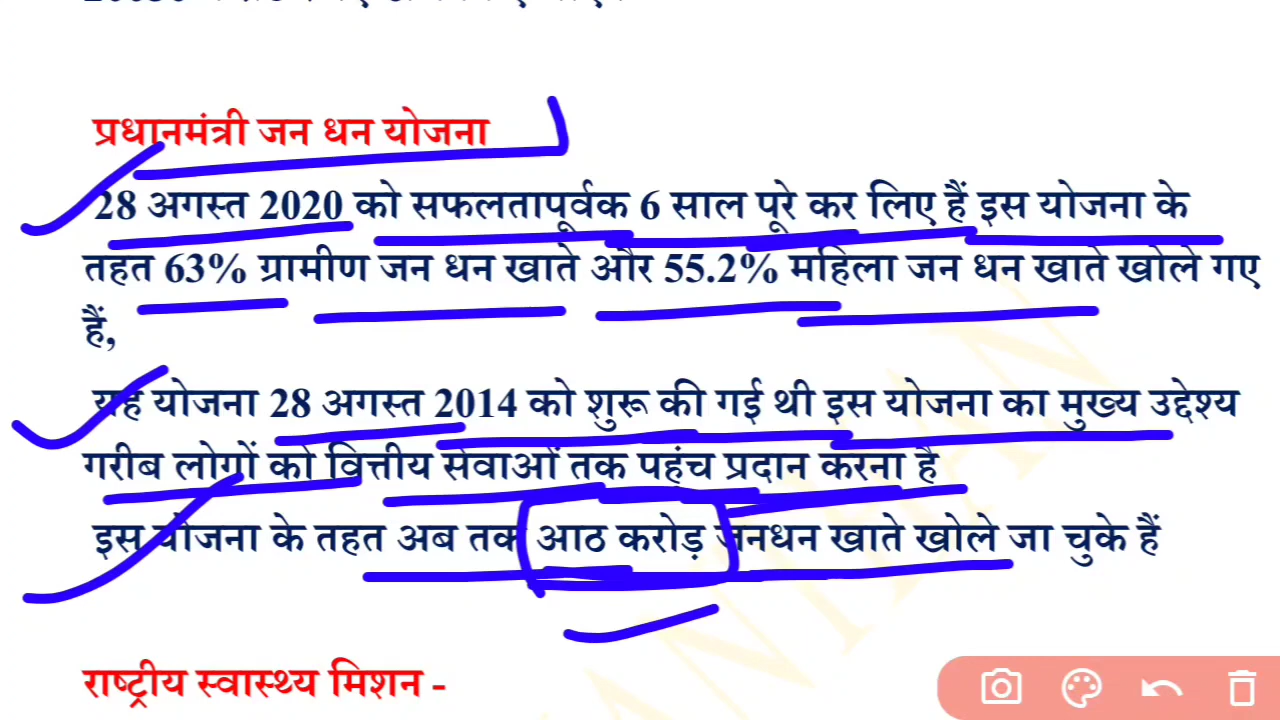 प्रधानमंत्री जन धन योजना
28 अगस्त 2020 को सफलतापूर्वक 6 साल पूरे कर लिए हैं इस योजना के
तहत 63% ग्रामीण जन धन खाते और 55.2% महिला जन धन खाते खोले गए
हैं,
यह योजना 28 अगस्त 2014 को शुरू की गई थी इस योजना का मुख्य उद्देश्य
गरीब लोगों को वित्तीय सेवाओं तक पहुंच प्रदान करना है
इस योजना के तहत अब तक आठ करोड़ जनधन खाते खोले जा चुके हैं
राष्ट्रीय स्वास्थ्य मिशन -